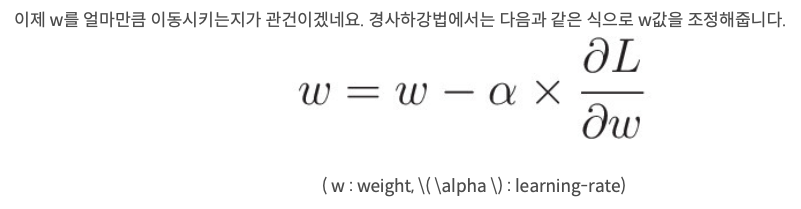 이제 w를 얼마만큼 이동시키는지가 관건이겠네요. 경사하강법에서는 다음과 같은 식으로 w값을 조정해줍니다.
w = w − α × ∂L/∂w
( w : weight, \( \alpha \) : learning-rate)